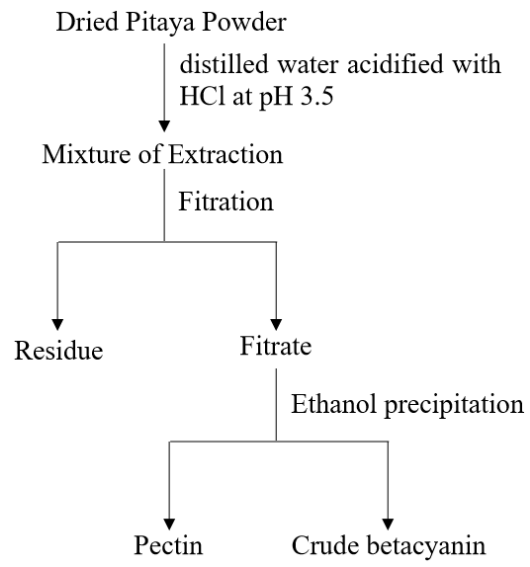 Dried Pitaya Powder
distilled water acidified with
HCl at pH 3.5
Mixture of Extraction
Fitration
Residue
Fitrate
Ethanol precipitation
Pectin
Crude betacyanin